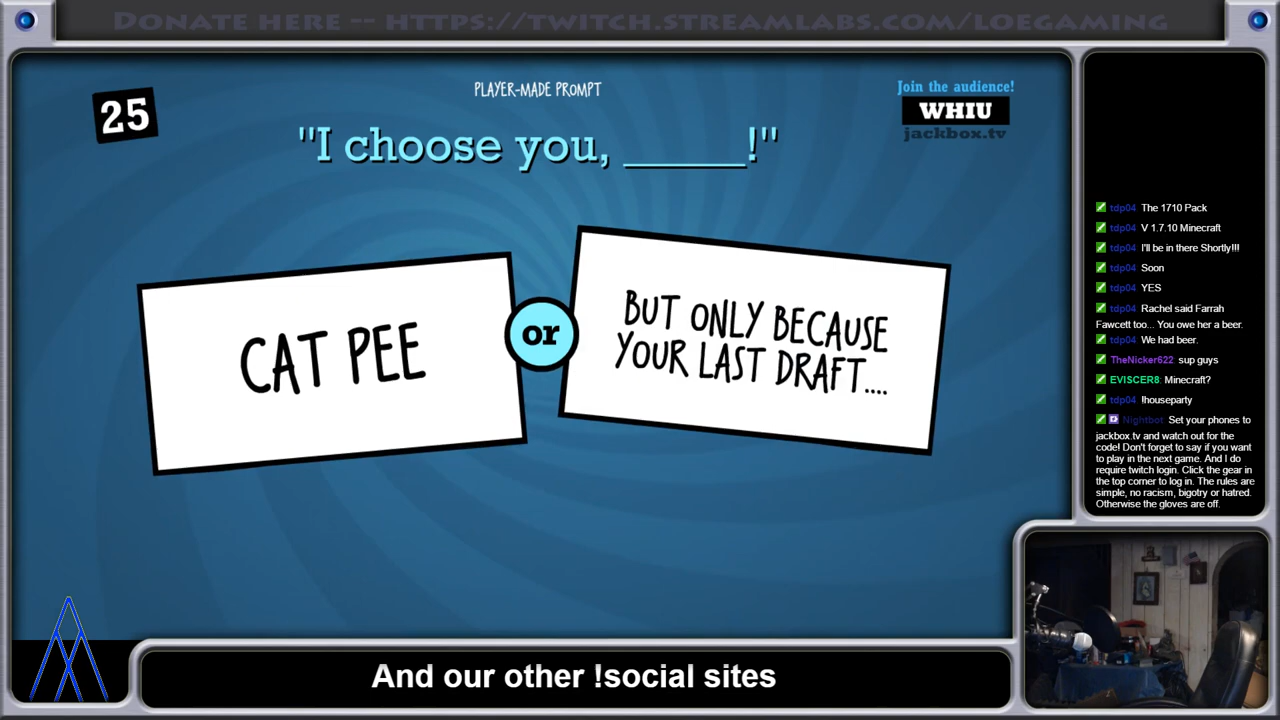 Donate here -- https://twitch.streamlabs.com/loegaming
25
PLAYER-MADE PROMPT
"I choose you, _____!"
Join the audience!
WHIU
jackbox.tv
CAT PEE
or
BUT ONLY BECAUSE
YOUR LAST DRAFT....
tdp04 The 1710 Pack
tdp04 V 1.7.10 Minecraft
tdp04 I'll be in there Shortly!!!
tdp04 Soon
tdp04 YES
tdp04 Rachel said Farrah
Fawcett too... You owe her a beer.
tdp04 We had beer.
TheNicker622 sup guys
EVISCER8: Minecraft?
tdp04 !houseparty
Nightbot Set your phones to
jackbox.tv and watch out for the
code! Don't forget to say if you want
to play in the next game. And I do
require twitch login. Click the gear in
the top corner to log in. The rules are
simple, no racism, bigotry or hatred.
Otherwise the gloves are off.
And our other !social sites